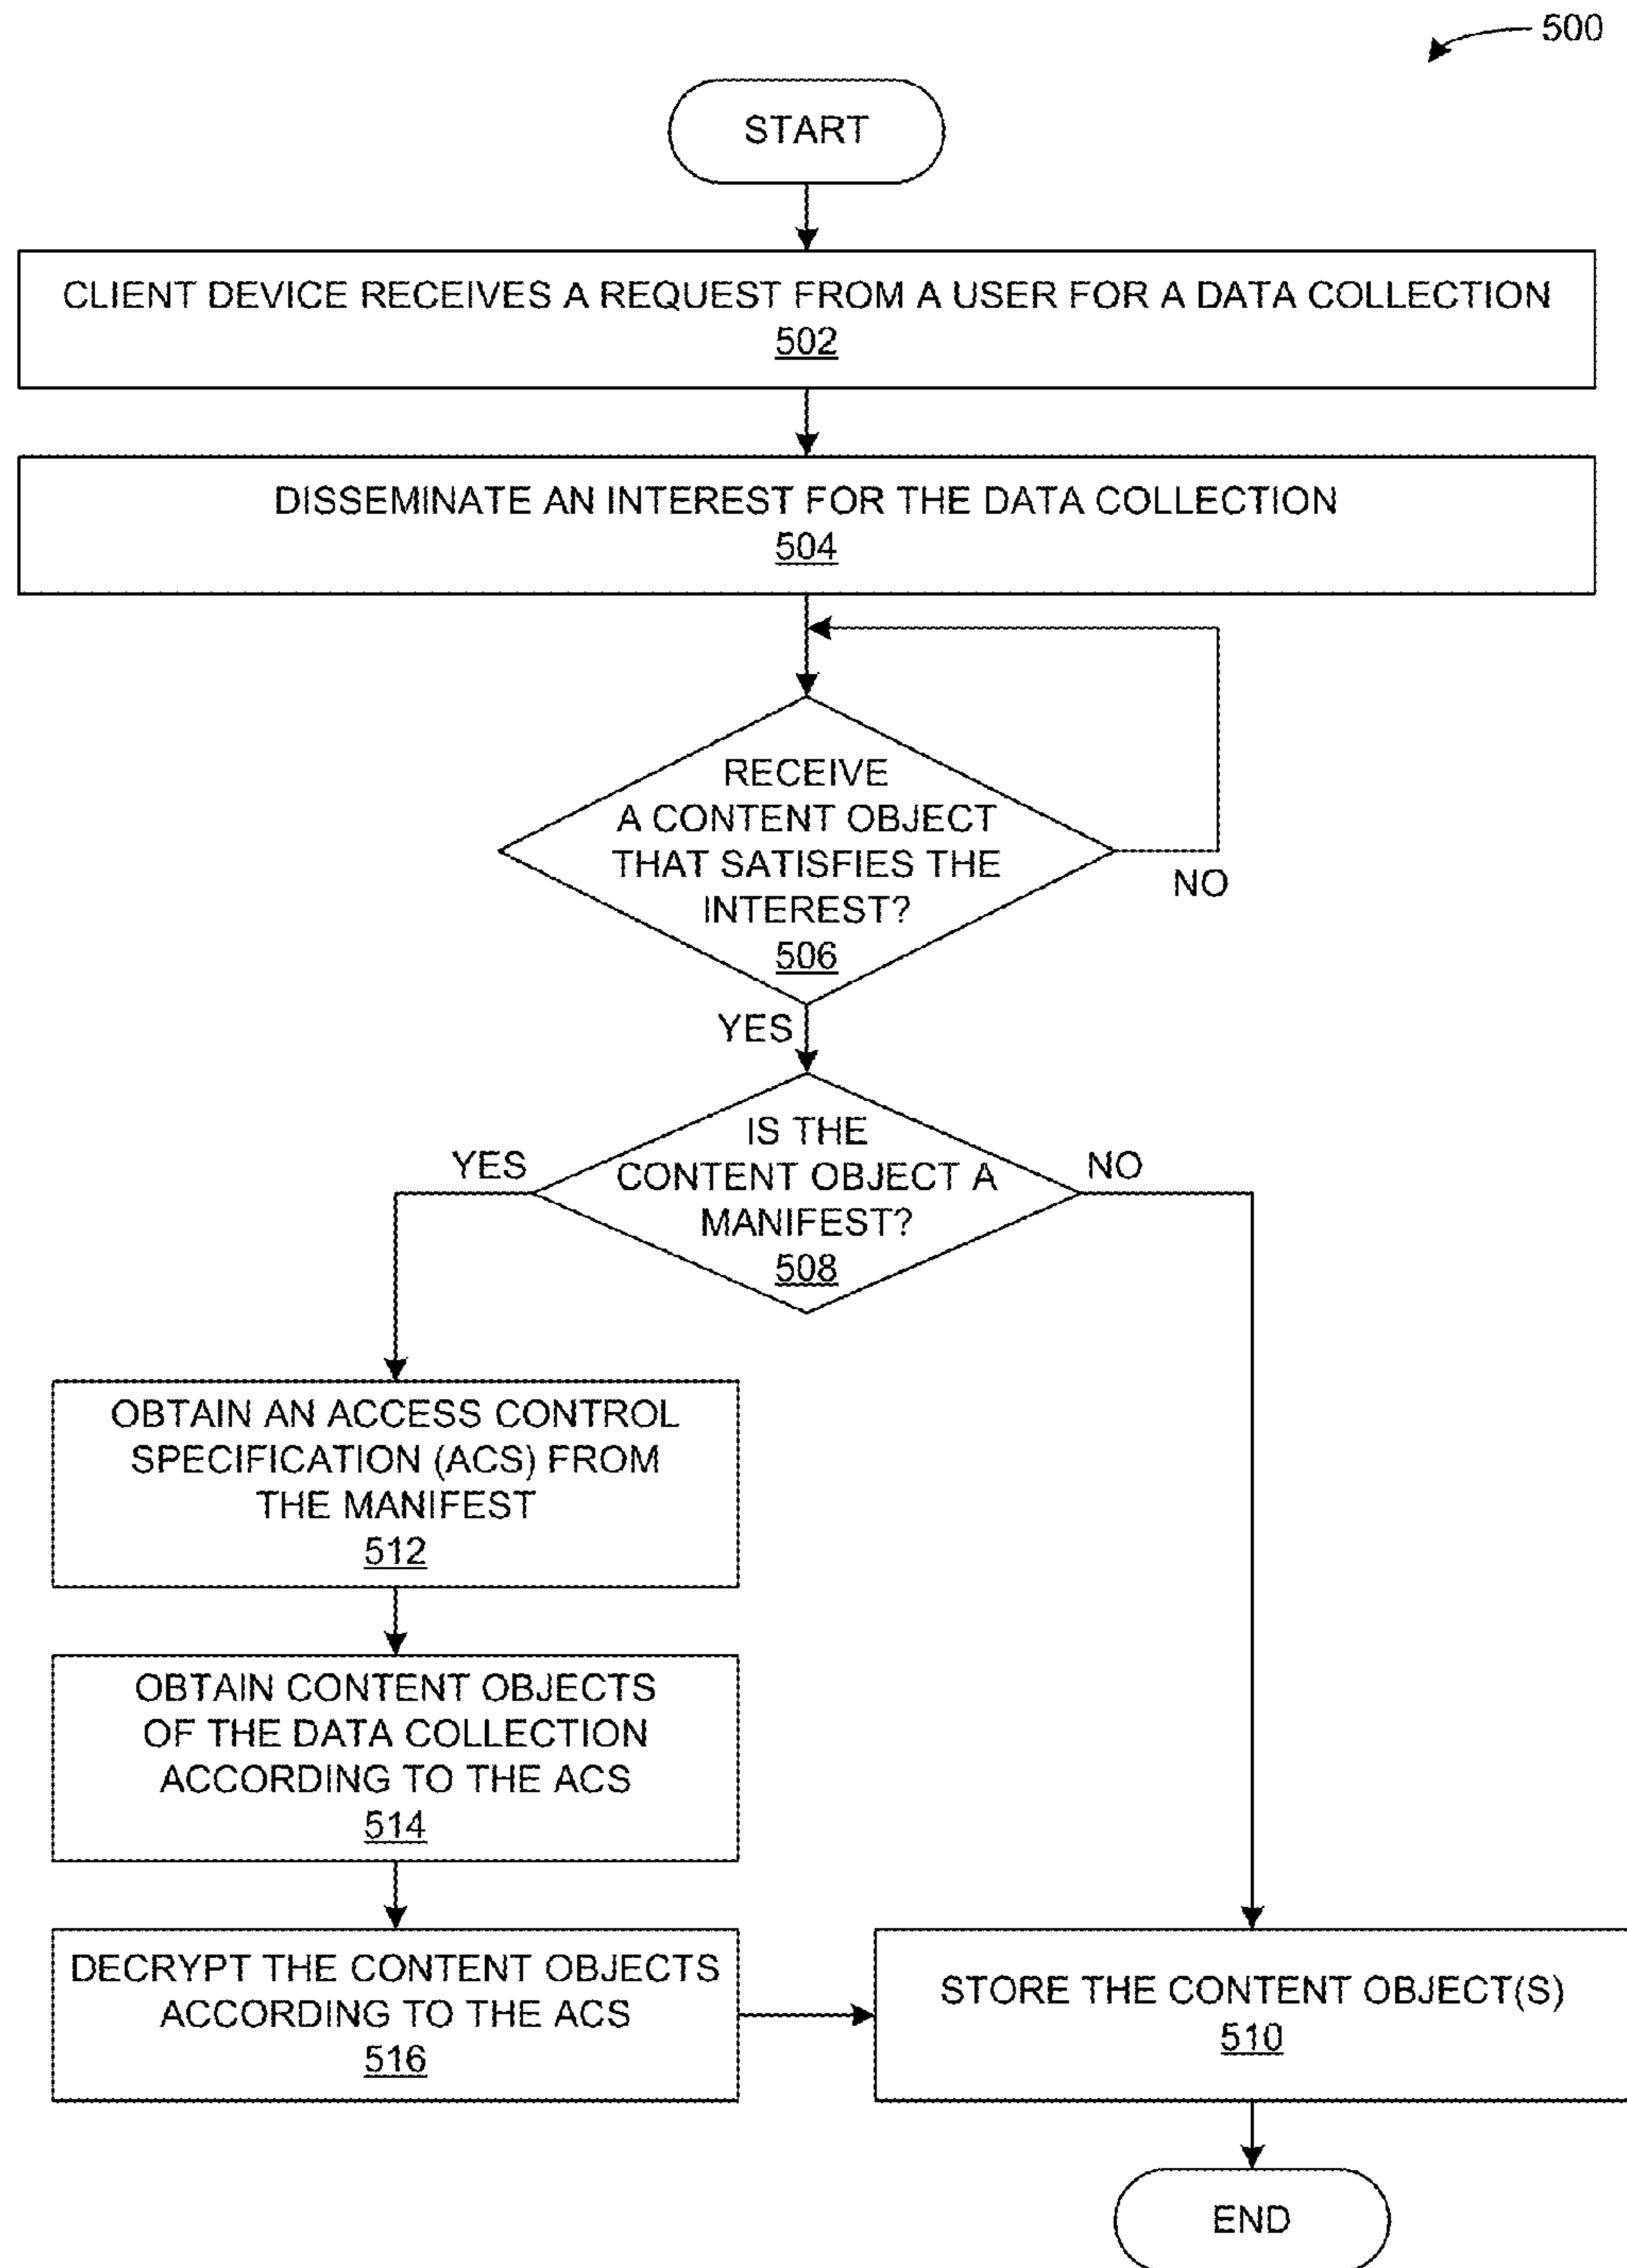 500
START
CLIENT DEVICE RECEIVES A REQUEST FROM A USER FOR A DATA COLLECTION
502
DISSEMINATE AN INTEREST FOR THE DATA COLLECTION
504
RECEIVE
A CONTENT OBJECT
THAT SATISFIES THE
INTEREST?
506
NO
YES
IS THE
CONTENT OBJECT A
MANIFEST?
508
YES
NO
OBTAIN AN ACCESS CONTROL
SPECIFICATION (ACS) FROM
THE MANIFEST
512
OBTAIN CONTENT OBJECTS
OF THE DATA COLLECTION
ACCORDING TO THE ACS
514
DECRYPT THE CONTENT OBJECTS
ACCORDING TO THE ACS
516
STORE THE CONTENT OBJECT(S)
510
END